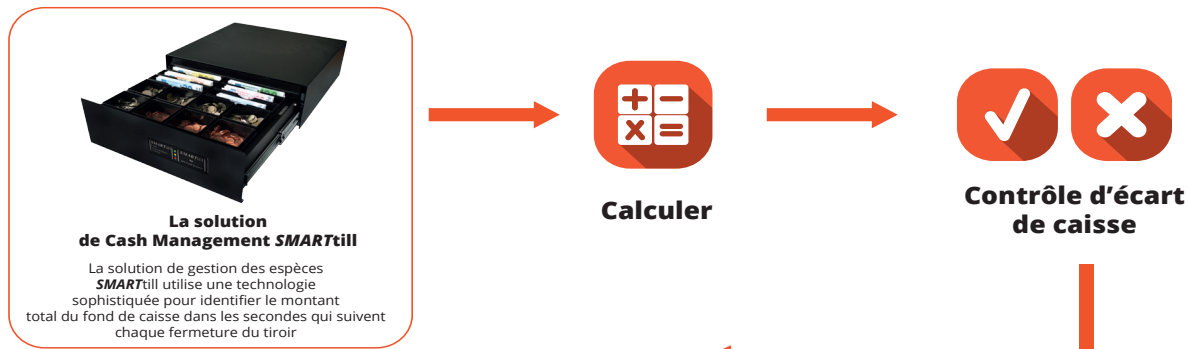 La solution
de Cash Management SMARTtill
La solution de gestion des espèces
SMARTtill utilise une technologie
sophistiquée pour identifier le montant
total du fond de caisse dans les secondes qui suivent
chaque fermeture du tiroir
Calculer
Contrôle d’écart
de caisse